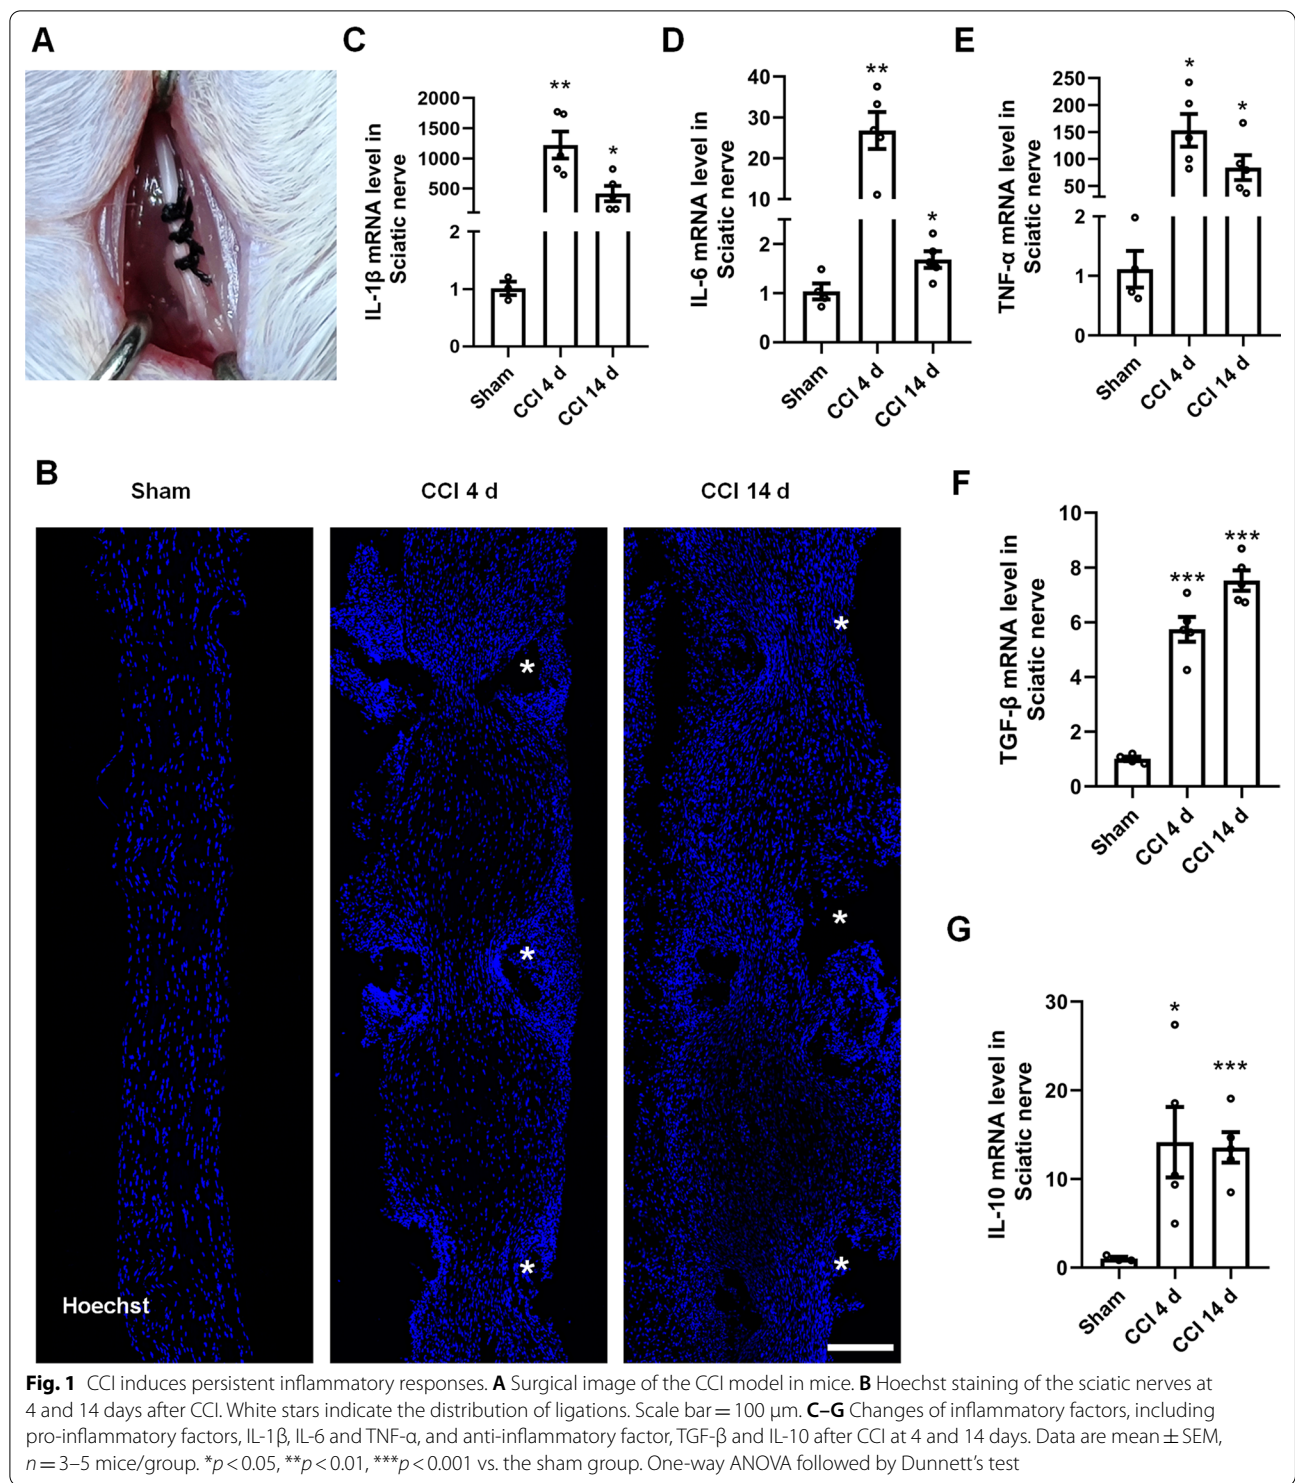 A
C
IL-1β mRNA level in
Sciatic nerve
2000
1500
1000
500
2
1
0
**
*
Sham
CCI 4 d
CCI 14 d
D
IL-6 mRNA level in
Sciatic nerve
40
30
20
10
2
1
0
**
*
Sham
CCI 4 d
CCI 14 d
E
TNF-α mRNA level in
Sciatic nerve
250
200
150
100
50
2
1
0
*
*
Sham
CCI 4 d
CCI 14 d
B
Sham
CCI 4 d
CCI 14 d
*
*
*
*
*
*
Hoechst
F
TGF-β mRNA level in
Sciatic nerve
10
8
6
4
2
0
***
***
Sham
CCI 4 d
CCI 14 d
G
IL-10 mRNA level in
Sciatic nerve
30
20
10
0
*
***
Sham
CCI 4 d
CCI 14 d
Fig. 1 CCI induces persistent inflammatory responses. A Surgical image of the CCI model in mice. B Hoechst staining of the sciatic nerves at
4 and 14 days after CCI. White stars indicate the distribution of ligations. Scale bar = 100 μm. C–G Changes of inflammatory factors, including
pro-inflammatory factors, IL-1β, IL-6 and TNF-α, and anti-inflammatory factor, TGF-β and IL-10 after CCI at 4 and 14 days. Data are mean ± SEM,
n = 3–5 mice/group. *p < 0.05, **p < 0.01, ***p < 0.001 vs. the sham group. One-way ANOVA followed by Dunnett's test